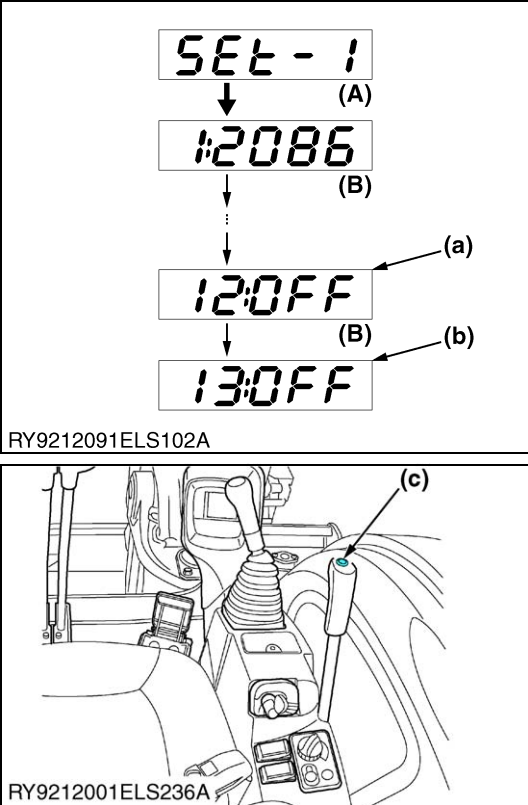 SEt-1
(A)
1:2086
(B)
(a)
12:OFF
(B)
(b)
13:OFF
RY9212091ELS102A
(c)
RY9212001ELS236A